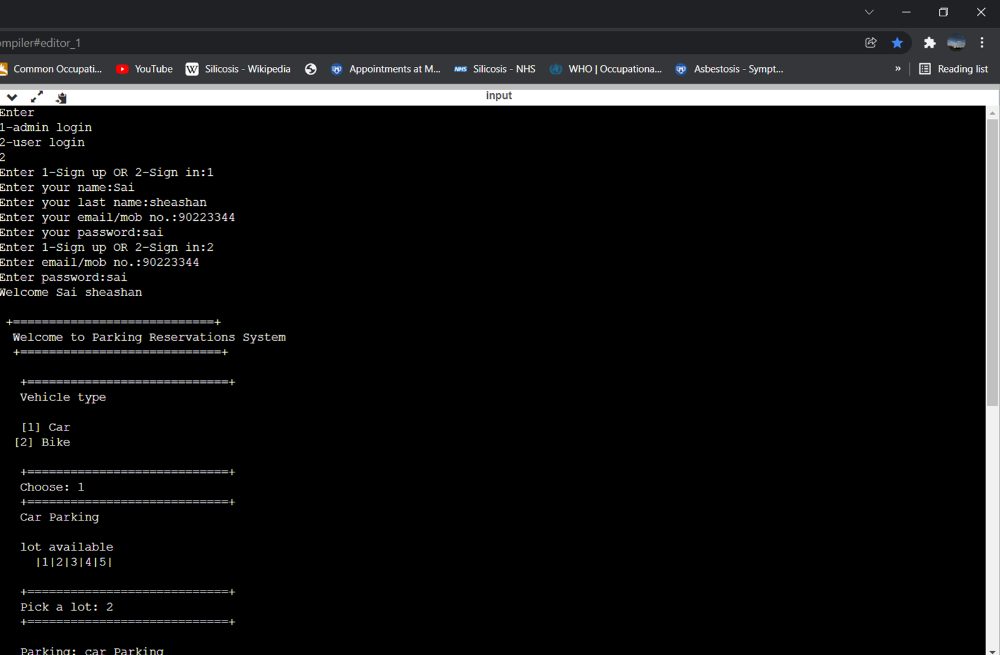 ompiler#editor_1
Common Occupati... YouTube Silicosis - Wikipedia Appointments at M... NHS Silicosis - NHS WHO | Occupationa... Asbestosis - Sympt... » Reading list
input
Enter
1-admin login
2-user login
2
Enter 1-Sign up OR 2-Sign in:1
Enter your name:Sai
Enter your last name:sheashan
Enter your email/mob no.:90223344
Enter your password:sai
Enter 1-Sign up OR 2-Sign in:2
Enter email/mob no.:90223344
Enter password:sai
Welcome Sai sheashan
+============================+
Welcome to Parking Reservations System
+============================+
+============================+
Vehicle type
[1] Car
[2] Bike
+============================+
Choose: 1
+============================+
Car Parking
lot available
|1|2|3|4|5|
+============================+
Pick a lot: 2
+============================+
Parking: car Parking